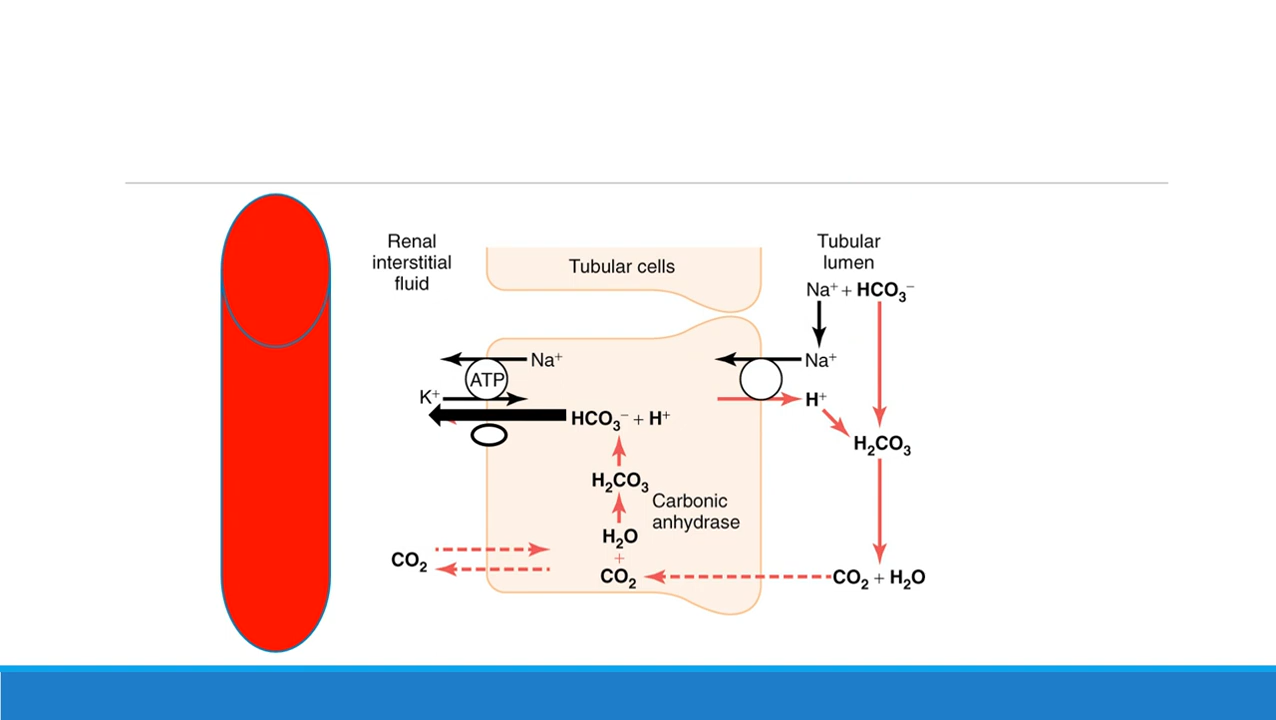 Renal
interstitial
fluid
Tubular cells
Tubular
lumen
Na⁺ + HCO₃⁻
Na⁺
ATP
K⁺
Na⁺
H⁺
HCO₃⁻ + H⁺
H₂CO₃
H₂CO₃
Carbonic
anhydrase
H₂O
+
CO₂
CO₂
CO₂ + H₂O